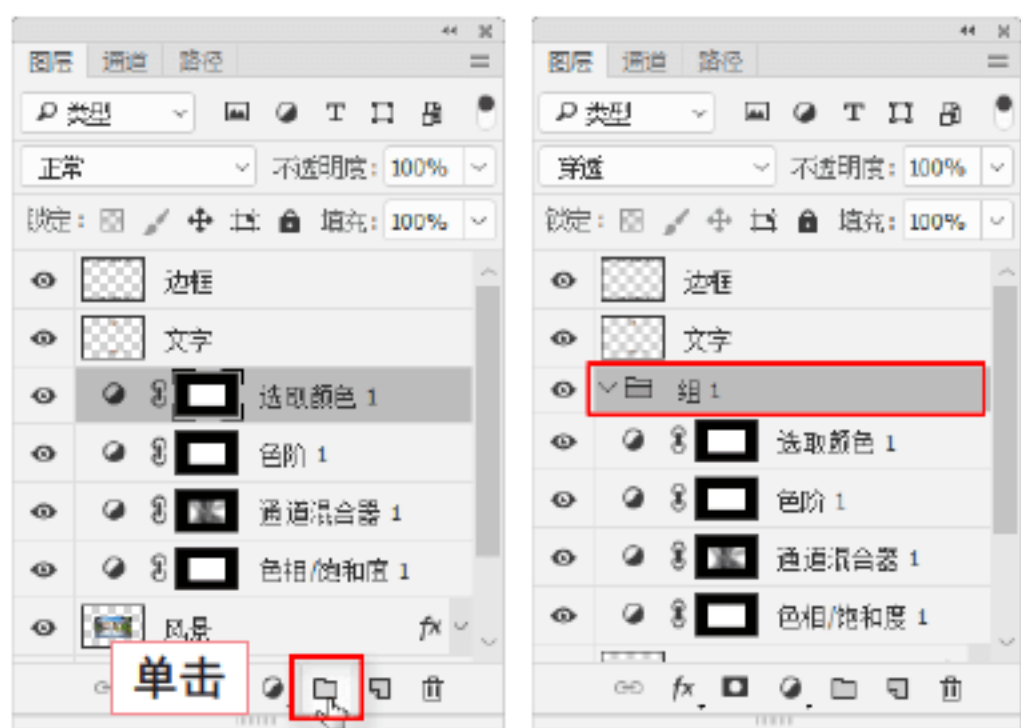 图层 通道 路径
类型 T
正常 不透明度: 100%
锁定: 填充: 100%
边框
文字
选取颜色 1
色阶 1
通道混合器 1
色相/饱和度 1
风景 fx
单击
图层 通道 路径
类型 T
穿透 不透明度: 100%
锁定: 填充: 100%
边框
文字
组 1
选取颜色 1
色阶 1
通道混合器 1
色相/饱和度 1
fx